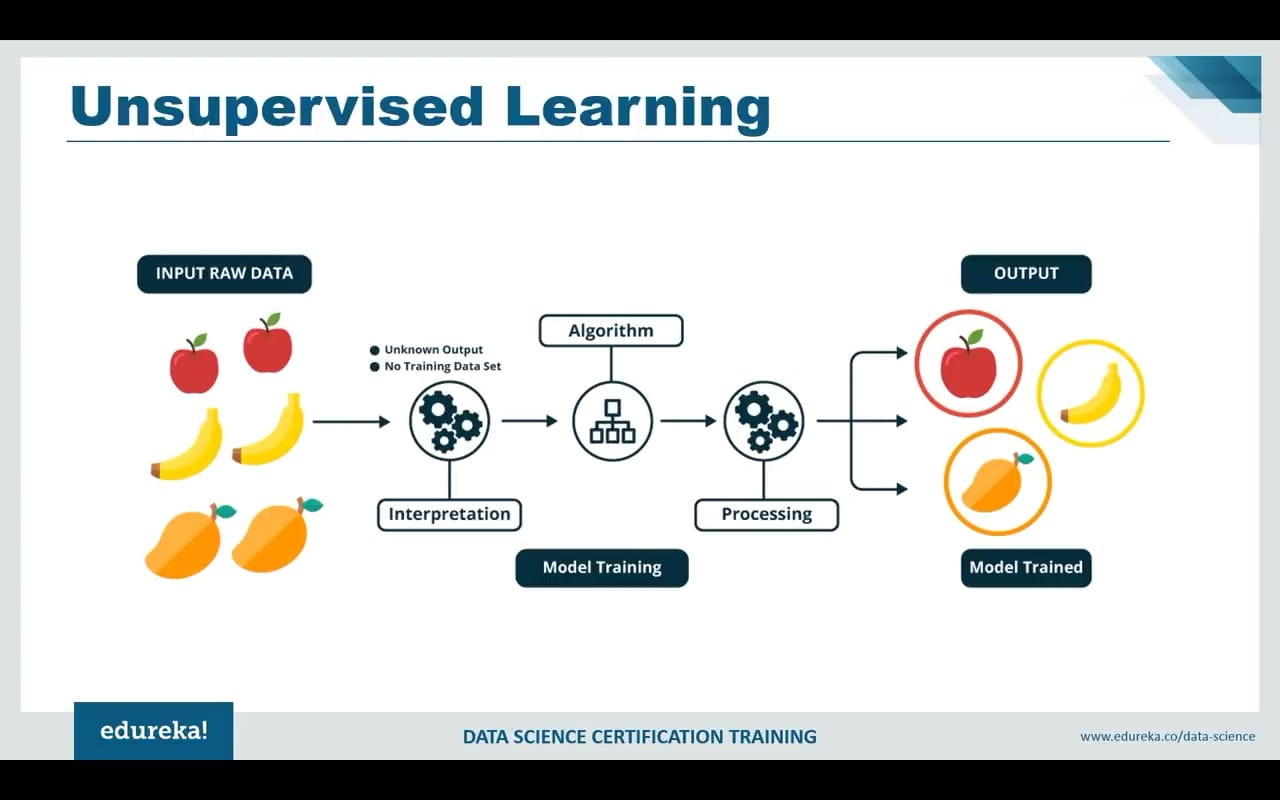 Unsupervised Learning
INPUT RAW DATA
OUTPUT
Algorithm
Unknown Output
No Training Data Set
Interpretation
Processing
Model Training
Model Trained
edureka!
DATA SCIENCE CERTIFICATION TRAINING
www.edureka.co/data-science